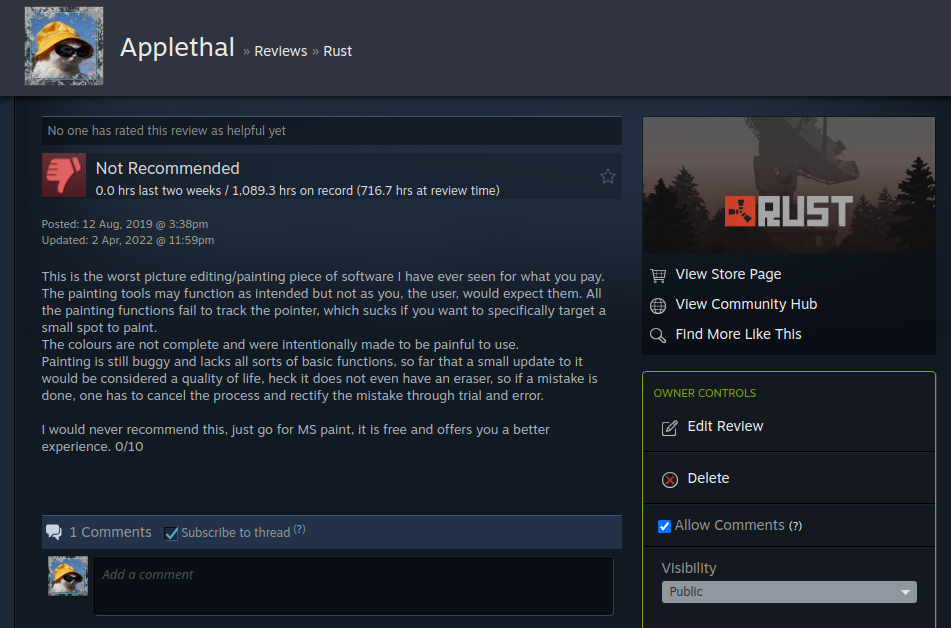 Applethal » Reviews » Rust
No one has rated this review as helpful yet
Not Recommended
0.0 hrs last two weeks / 1,089.3 hrs on record (716.7 hrs at review time)
Posted: 12 Aug, 2019 @ 3:38pm
Updated: 2 Apr, 2022 @ 11:59pm
This is the worst picture editing/painting piece of software I have ever seen for what you pay.
The painting tools may function as intended but not as you, the user, would expect them. All
the painting functions fail to track the pointer, which sucks if you want to specifically target a
small spot to paint.
The colours are not complete and were intentionally made to be painful to use.
Painting is still buggy and lacks all sorts of basic functions, so far that a small update to it
would be considered a quality of life, heck it does not even have an eraser, so if a mistake is
done, one has to cancel the process and rectify the mistake through trial and error.
I would never recommend this, just go for MS paint, it is free and offers you a better
experience. 0/10
1 Comments
Subscribe to thread (?)
Add a comment
RUST
View Store Page
View Community Hub
Find More Like This
OWNER CONTROLS
Edit Review
Delete
Allow Comments (?)
Visibility
Public